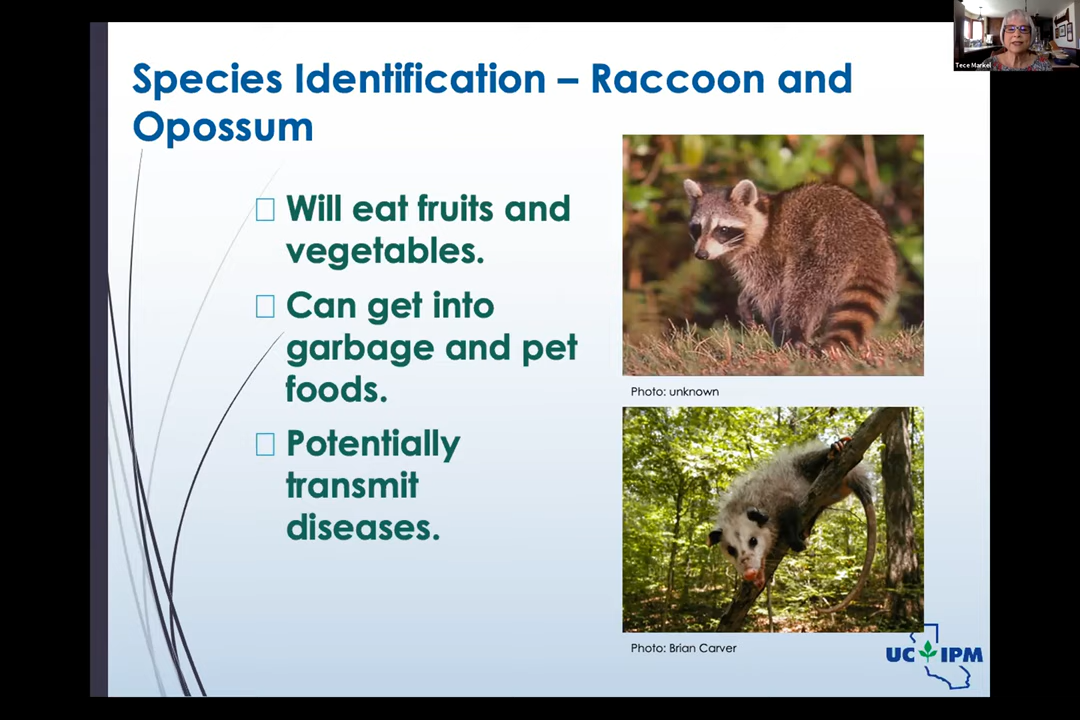 Species Identification – Raccoon and
Opossum
Will eat fruits and
vegetables.
Can get into
garbage and pet
foods.
Potentially
transmit
diseases.
Photo: unknown
Photo: Brian Carver
UC IPM
Tece Markel